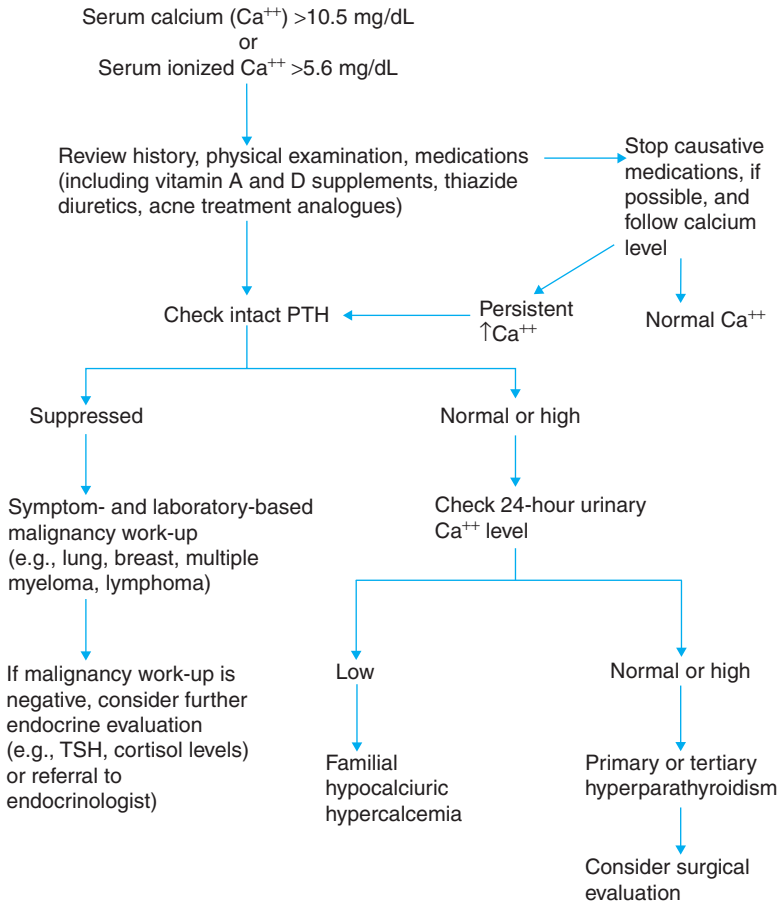 Serum calcium (Ca⁺⁺) >10.5 mg/dL
or
Serum ionized Ca⁺⁺ >5.6 mg/dL
Review history, physical examination, medications
(including vitamin A and D supplements, thiazide
diuretics, acne treatment analogues)
Stop causative
medications, if
possible, and
follow calcium
level
Check intact PTH
Persistent
↑Ca⁺⁺
Normal Ca⁺⁺
Suppressed
Normal or high
Symptom- and laboratory-based
malignancy work-up
(e.g., lung, breast, multiple
myeloma, lymphoma)
Check 24-hour urinary
Ca⁺⁺ level
If malignancy work-up is
negative, consider further
endocrine evaluation
(e.g., TSH, cortisol levels)
or referral to
endocrinologist)
Low
Normal or high
Familial
hypocalciuric
hypercalcemia
Primary or tertiary
hyperparathyroidism
Consider surgical
evaluation